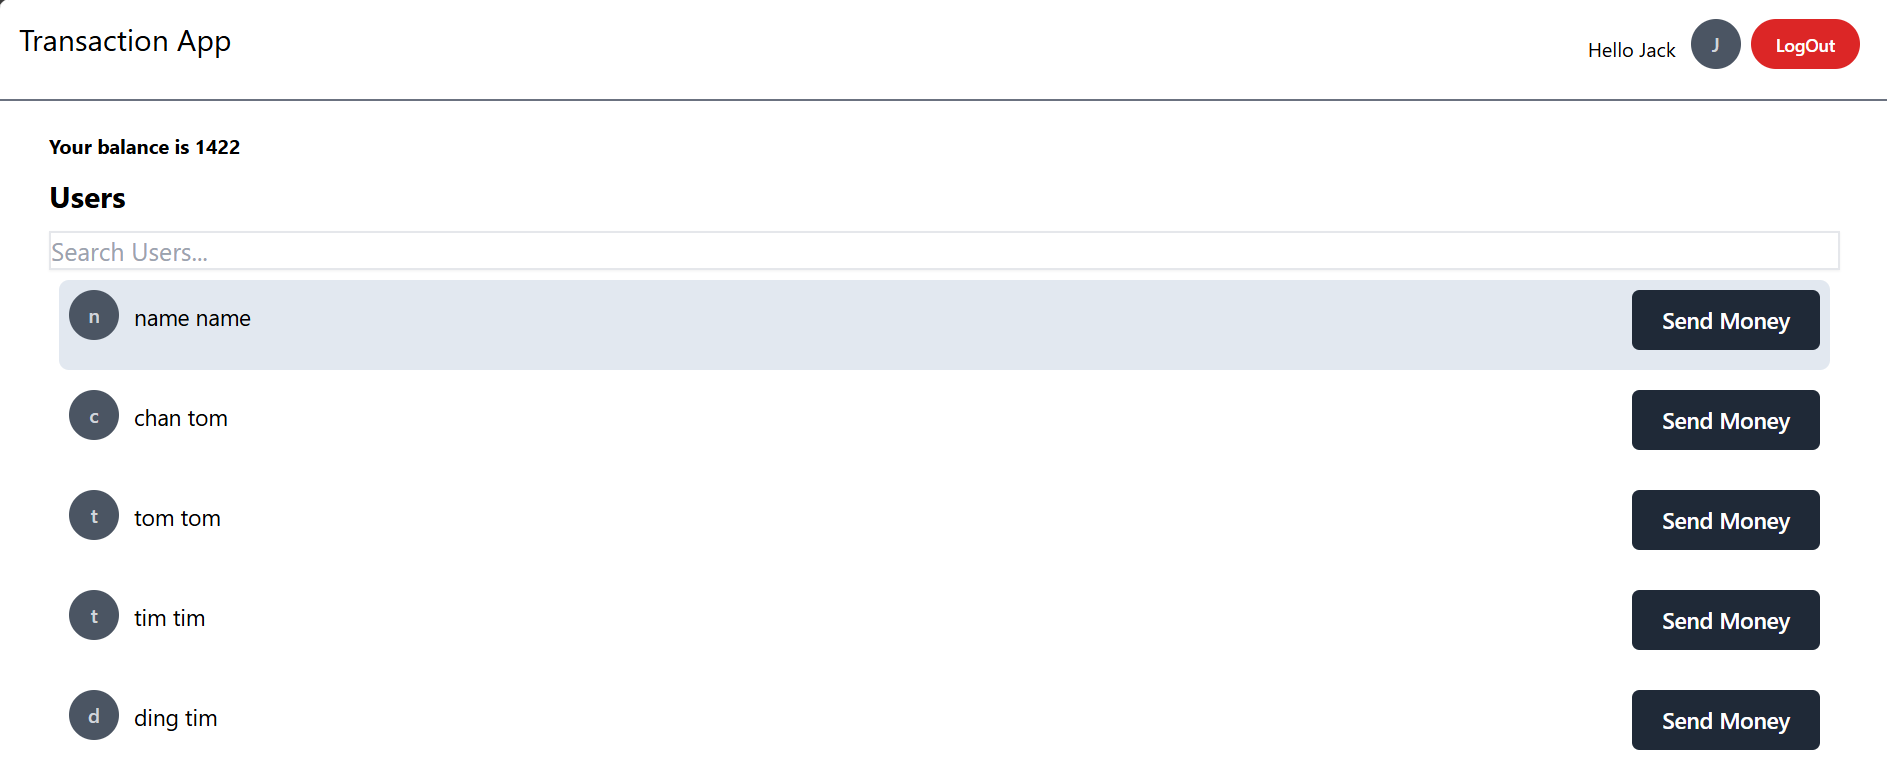 Transaction App
Hello Jack
J
LogOut
Your balance is 1422
Users
Search Users...
n name name Send Money
c chan tom Send Money
t tom tom Send Money
t tim tim Send Money
d ding tim Send Money